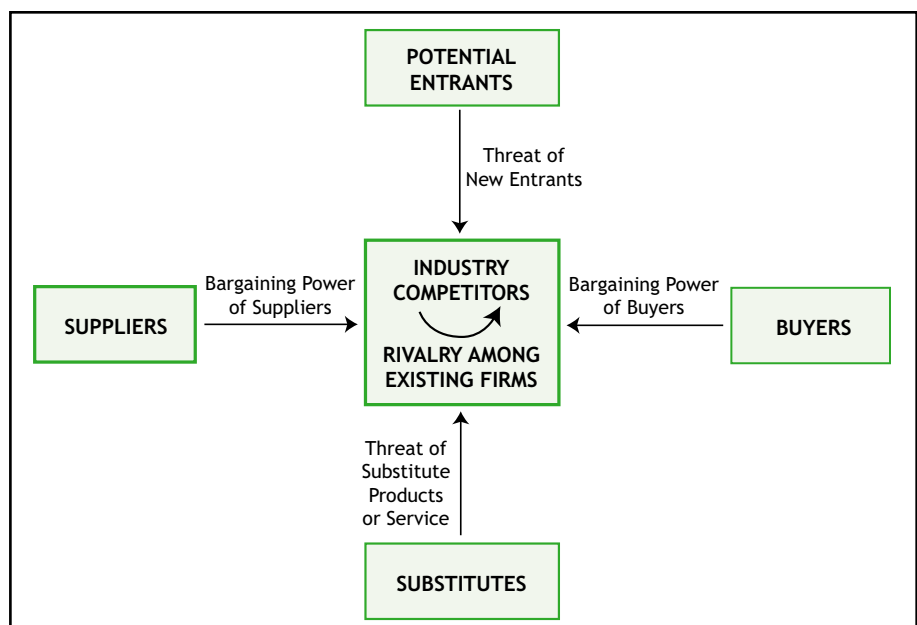 POTENTIAL
ENTRANTS
Threat of
New Entrants
INDUSTRY
COMPETITORS
RIVALRY AMONG
EXISTING FIRMS
Bargaining Power
of Suppliers
SUPPLIERS
Bargaining Power
of Buyers
BUYERS
Threat of
Substitute
Products
or Service
SUBSTITUTES